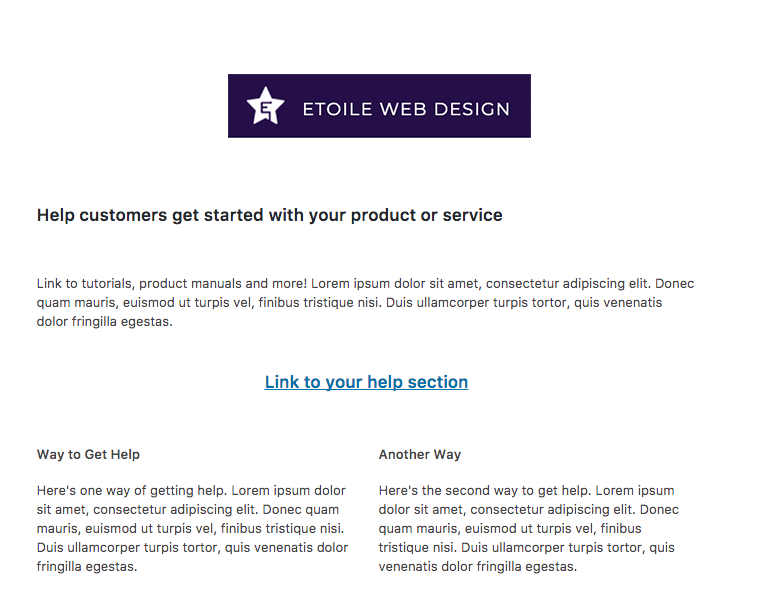 E
ETOILE WEB DESIGN
Help customers get started with your product or service
Link to tutorials, product manuals and more! Lorem ipsum dolor sit amet, consectetur adipiscing elit. Donec
quam mauris, euismod ut turpis vel, finibus tristique nisi. Duis ullamcorper turpis tortor, quis venenatis
dolor fringilla egestas.
Link to your help section
Way to Get Help
Here's one way of getting help. Lorem ipsum dolor
sit amet, consectetur adipiscing elit. Donec quam
mauris, euismod ut turpis vel, finibus tristique nisi.
Duis ullamcorper turpis tortor, quis venenatis dolor
fringilla egestas.
Another Way
Here's the second way to get help. Lorem ipsum
dolor sit amet, consectetur adipiscing elit. Donec
quam mauris, euismod ut turpis vel, finibus
tristique nisi. Duis ullamcorper turpis tortor, quis
venenatis dolor fringilla egestas.